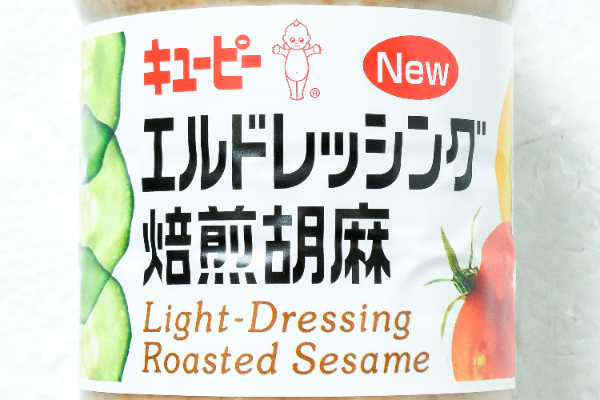 キューピー ® New
エルドレッシング
焙煎胡麻
Light-Dressing
Roasted Sesame